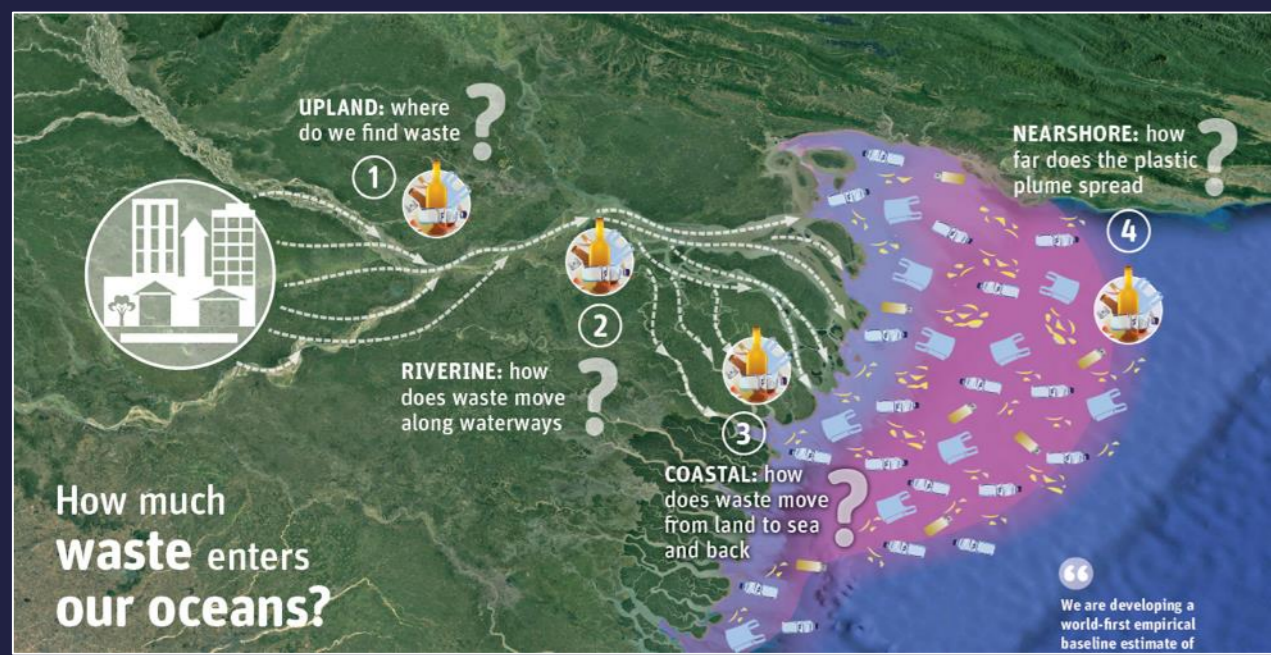 UPLAND: where
do we find waste
?
1
2
RIVERINE: how
does waste move
along waterways
?
3
COASTAL: how
does waste move
from land to sea
and back
?
NEARSHORE: how
far does the plastic
plume spread
?
4
How much
waste enters
our oceans?
“
We are developing a
world-first empirical
baseline estimate of